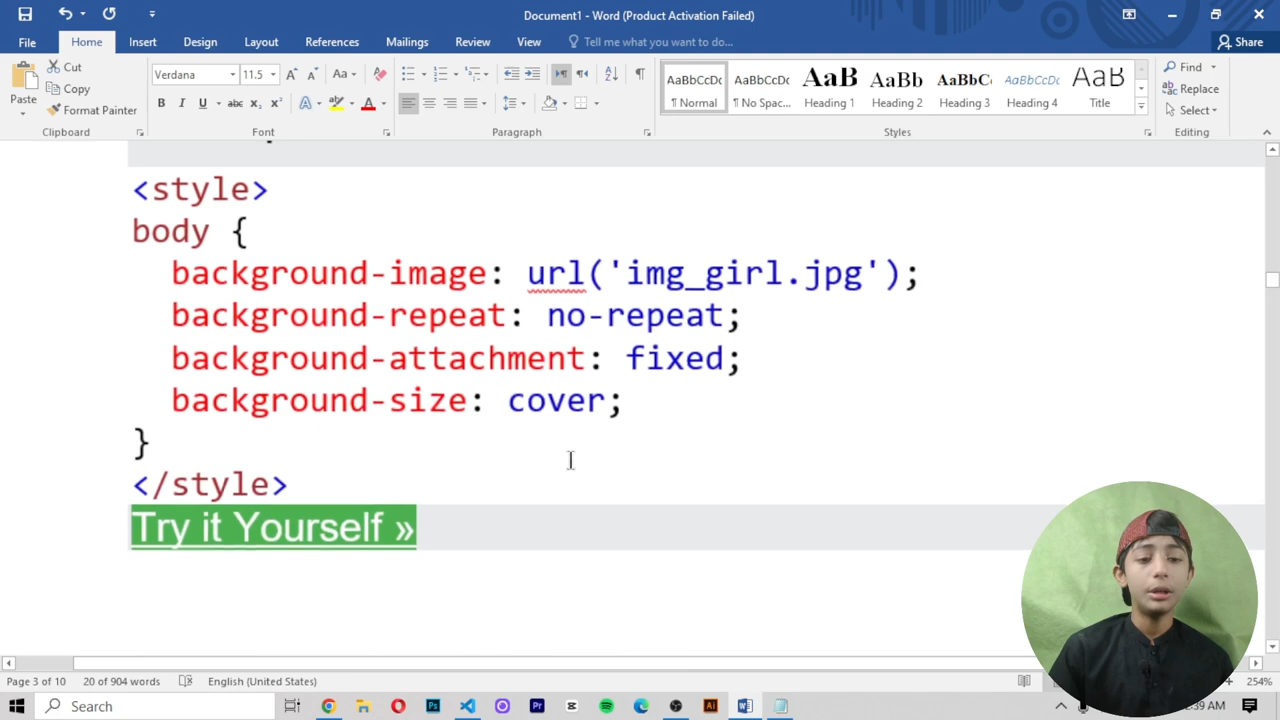 Document1 - Word (Product Activation Failed)
File Home Insert Design Layout References Mailings Review View Tell me what you want to do... Share
Paste Cut Copy Format Painter
Verdana 11.5
AaBbCcDc AaBbCcDc AaB AaBb AaBbC AaBbCcDc AaB
¶ Normal ¶ No Spac... Heading 1 Heading 2 Heading 3 Heading 4 Title
Find Replace Select
Clipboard Font Paragraph Styles Editing
<style>
body {
background-image: url('img_girl.jpg');
background-repeat: no-repeat;
background-attachment: fixed;
background-size: cover;
}
</style>
Try it Yourself »
Page 3 of 10 20 of 904 words English (United States) 254%
Search